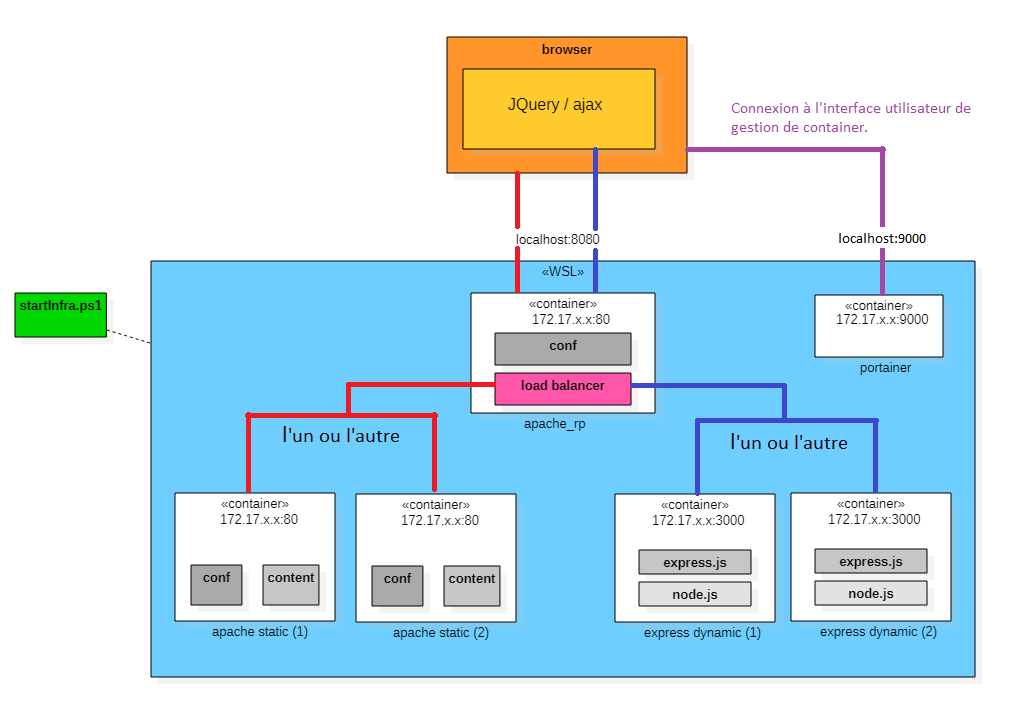 browser
JQuery / ajax
Connexion à l'interface utilisateur de
gestion de container.
localhost:8080
localhost:9000
«WSL»
startInfra.ps1
«container»
172.17.x.x:80
conf
load balancer
apache_rp
«container»
172.17.x.x:9000
portainer
l'un ou l'autre
l'un ou l'autre
«container»
172.17.x.x:80
conf
content
apache static (1)
«container»
172.17.x.x:80
conf
content
apache static (2)
«container»
172.17.x.x:3000
express.js
node.js
express dynamic (1)
«container»
172.17.x.x:3000
express.js
node.js
express dynamic (2)